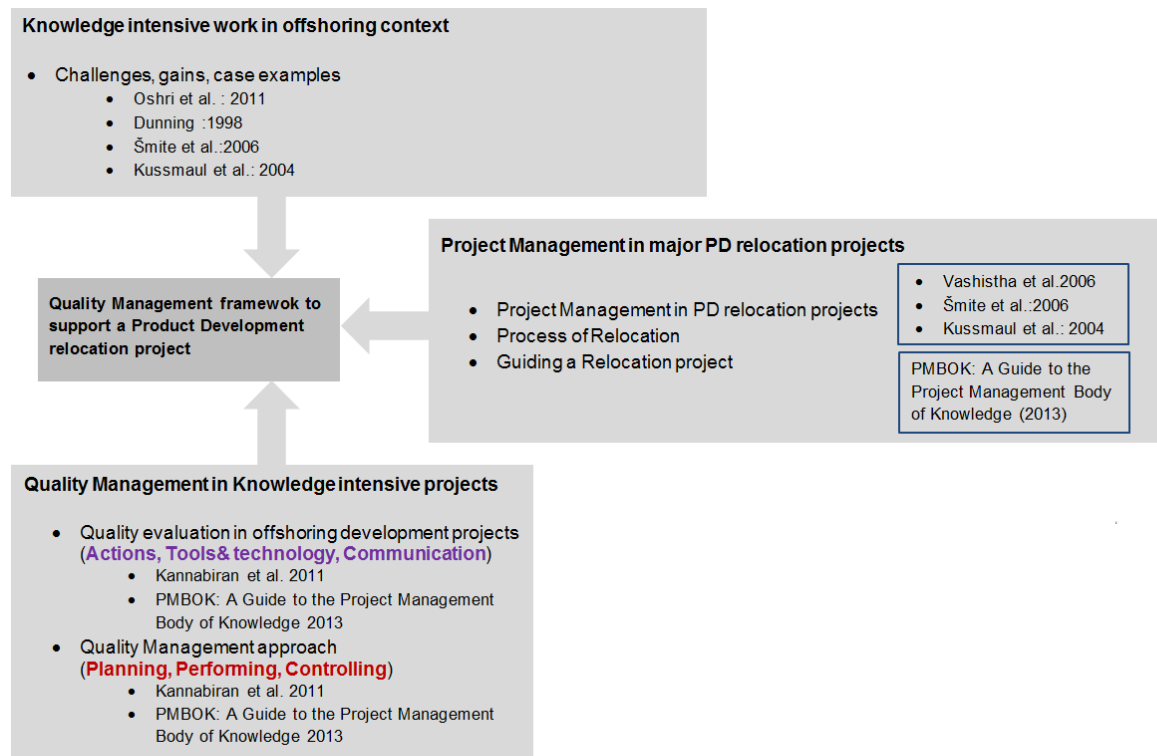 Knowledge intensive work in offshoring context
• Challenges, gains, case examples
• Oshri et al. : 2011
• Dunning :1998
• Šmite et al.:2006
• Kussmaul et al.: 2004
Project Management in major PD relocation projects
• Project Management in PD relocation projects
• Process of Relocation
• Guiding a Relocation project
• Vashistha et al.2006
• Šmite et al.:2006
• Kussmaul et al.: 2004
PMBOK: A Guide to the
Project Management Body
of Knowledge (2013)
Quality Management framewok to
support a Product Development
relocation project
Quality Management in Knowledge intensive projects
• Quality evaluation in offshoring development projects
(Actions, Tools& technology, Communication)
• Kannabiran et al. 2011
• PMBOK: A Guide to the Project Management
Body of Knowledge 2013
• Quality Management approach
(Planning, Performing, Controlling)
• Kannabiran et al. 2011
• PMBOK: A Guide to the Project Management
Body of Knowledge 2013